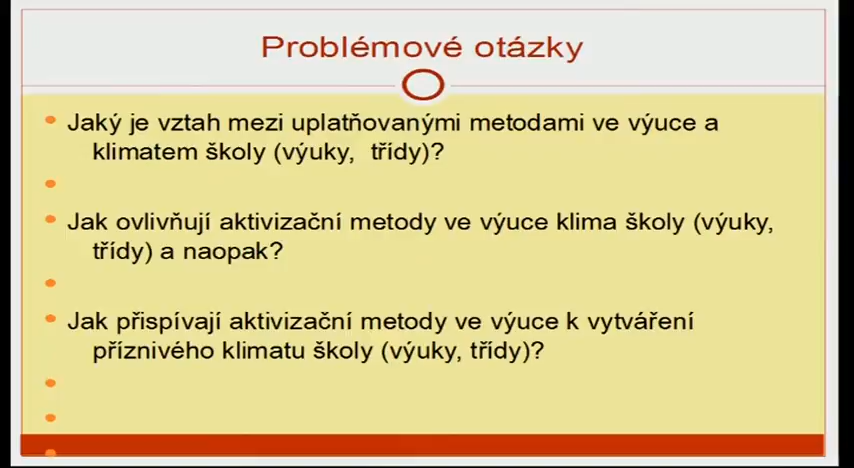 Problémové otázky
Jaký je vztah mezi uplatňovanými metodami ve výuce a
klimatem školy (výuky, třídy)?
Jak ovlivňují aktivizační metody ve výuce klima školy (výuky,
třídy) a naopak?
Jak přispívají aktivizační metody ve výuce k vytváření
příznivého klimatu školy (výuky, třídy)?